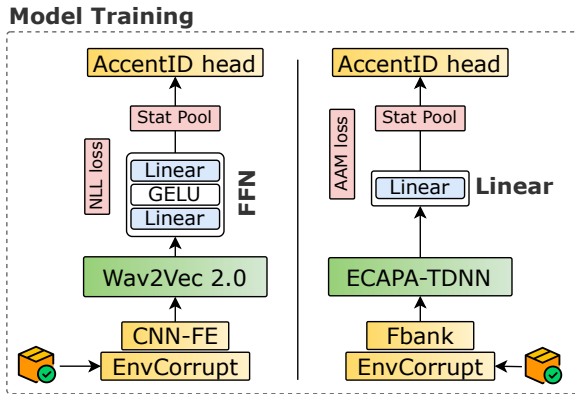 Model Training
AccentID head
Stat Pool
NLL loss
Linear
GELU
Linear
FFN
Wav2Vec 2.0
CNN-FE
EnvCorrupt
AccentID head
Stat Pool
AAM loss
Linear
Linear
ECAPA-TDNN
Fbank
EnvCorrupt